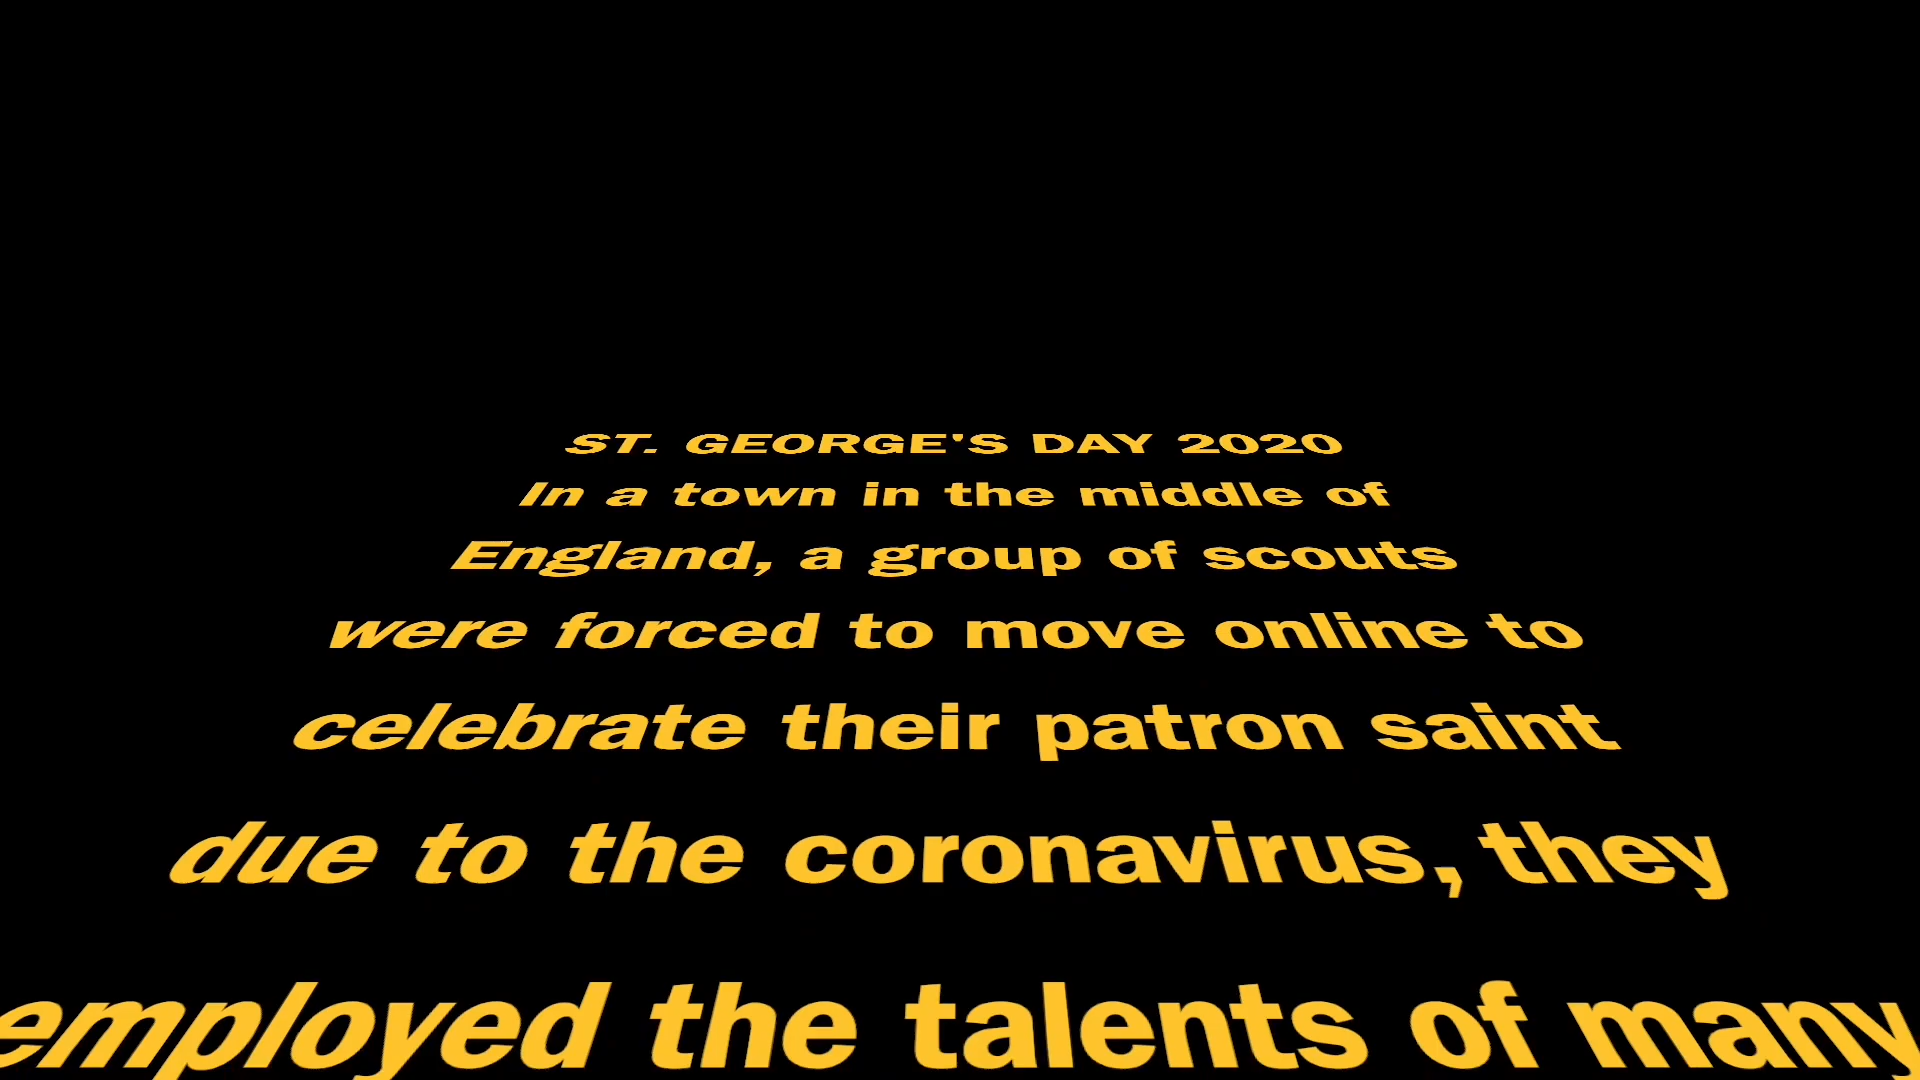 ST. GEORGE'S DAY 2020
In a town in the middle of
England, a group of scouts
were forced to move online to
celebrate their patron saint
due to the coronavirus, they
employed the talents of many